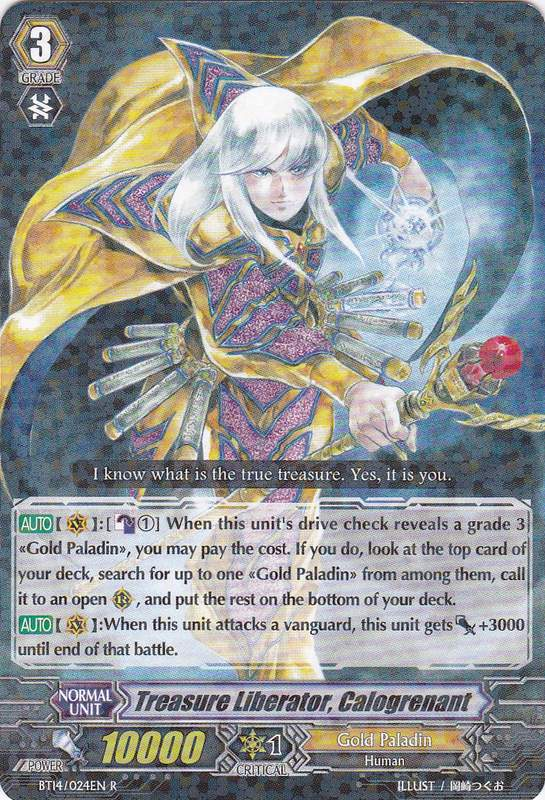 3
GRADE
I know what is the true treasure. Yes, it is you.
AUTO【 】:[ ①] When this unit's drive check reveals a grade 3
«Gold Paladin», you may pay the cost. If you do, look at the top card of
your deck, search for up to one «Gold Paladin» from among them, call
it to an open , and put the rest on the bottom of your deck.
AUTO【 】:When this unit attacks a vanguard, this unit gets +3000
until end of that battle.
NORMAL
UNIT
Treasure Liberator, Calogrenant
POWER
10000
1
CRITICAL
Gold Paladin
Human
BT14/024EN R
ILLUST / 岡崎つくお